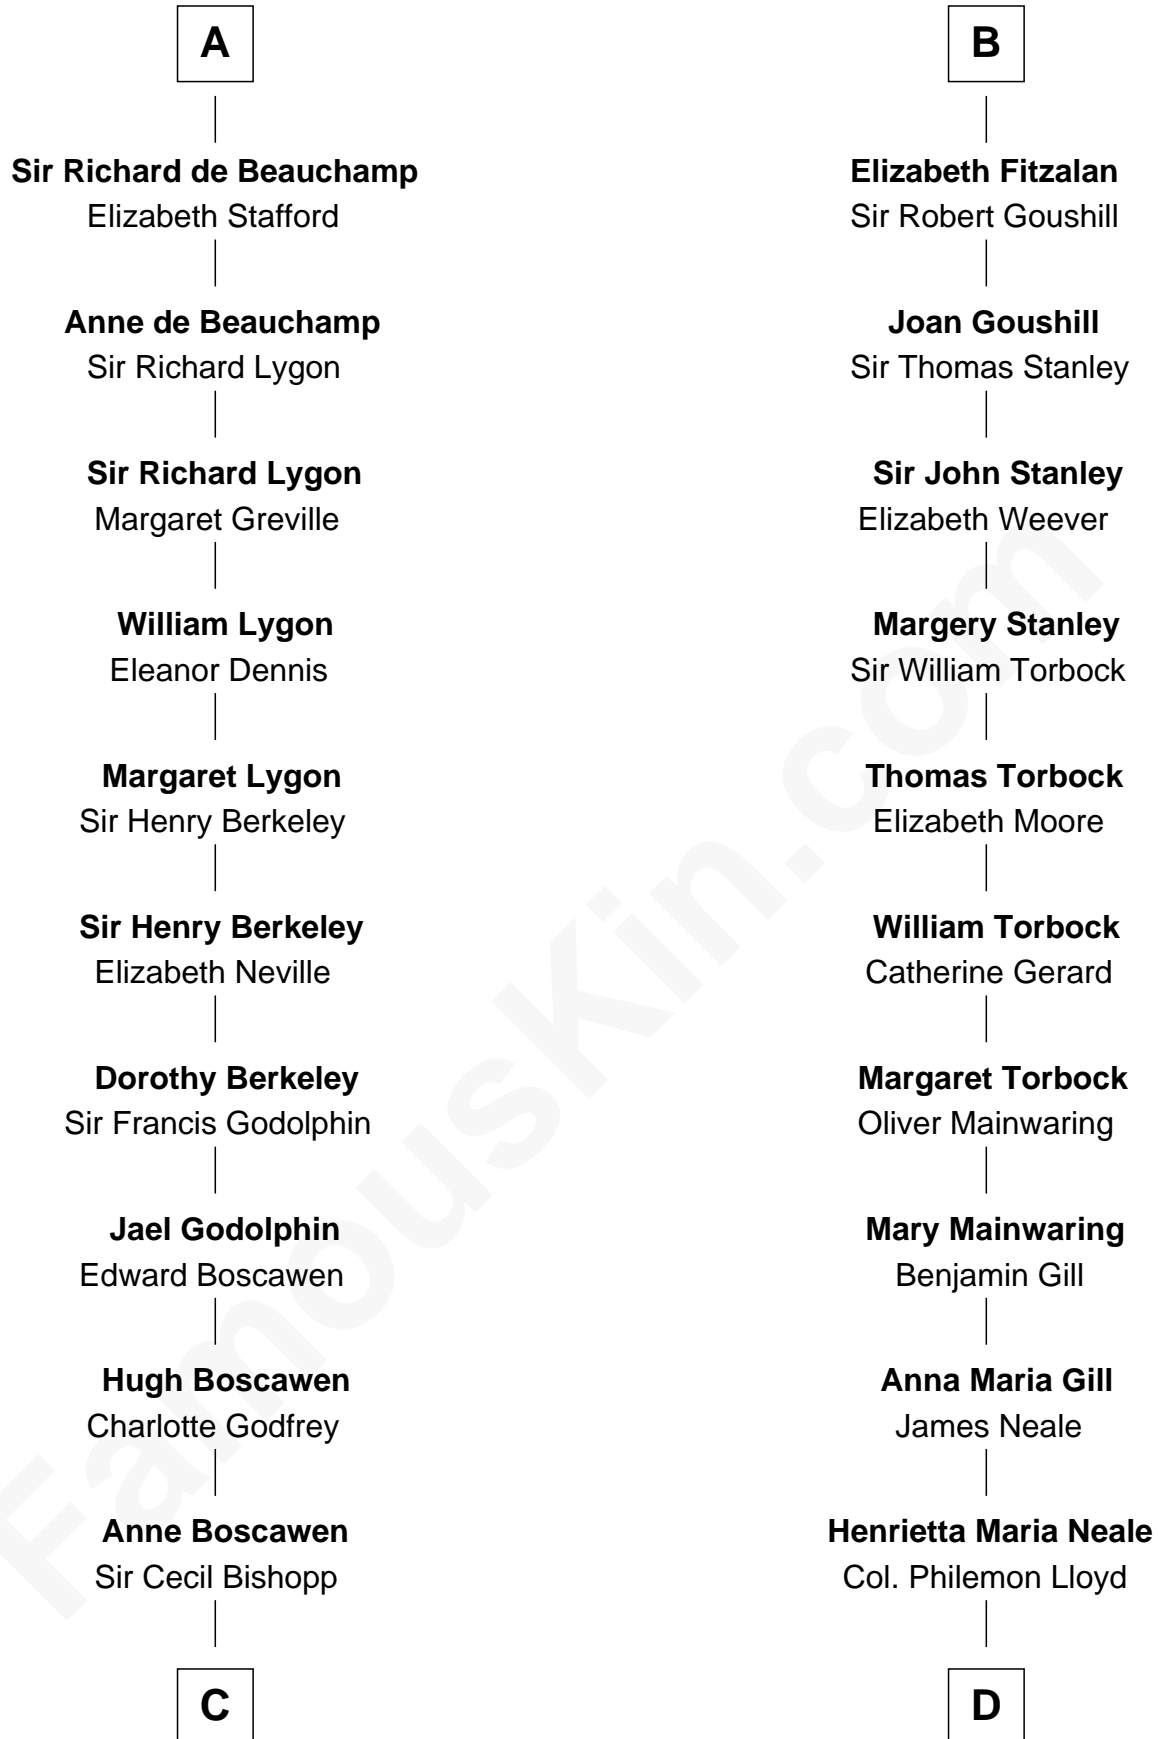 A
Sir Richard de Beauchamp
Elizabeth Stafford
Anne de Beauchamp
Sir Richard Lygon
Sir Richard Lygon
Margaret Greville
William Lygon
Eleanor Dennis
Margaret Lygon
Sir Henry Berkeley
Sir Henry Berkeley
Elizabeth Neville
Dorothy Berkeley
Sir Francis Godolphin
Jael Godolphin
Edward Boscawen
Hugh Boscawen
Charlotte Godfrey
Anne Boscawen
Sir Cecil Bishopp
C
B
Elizabeth Fitzalan
Sir Robert Goushill
Joan Goushill
Sir Thomas Stanley
Sir John Stanley
Elizabeth Weever
Margery Stanley
Sir William Torbock
Thomas Torbock
Elizabeth Moore
William Torbock
Catherine Gerard
Margaret Torbock
Oliver Mainwaring
Mary Mainwaring
Benjamin Gill
Anna Maria Gill
James Neale
Henrietta Maria Neale
Col. Philemon Lloyd
D
FamousKin.com